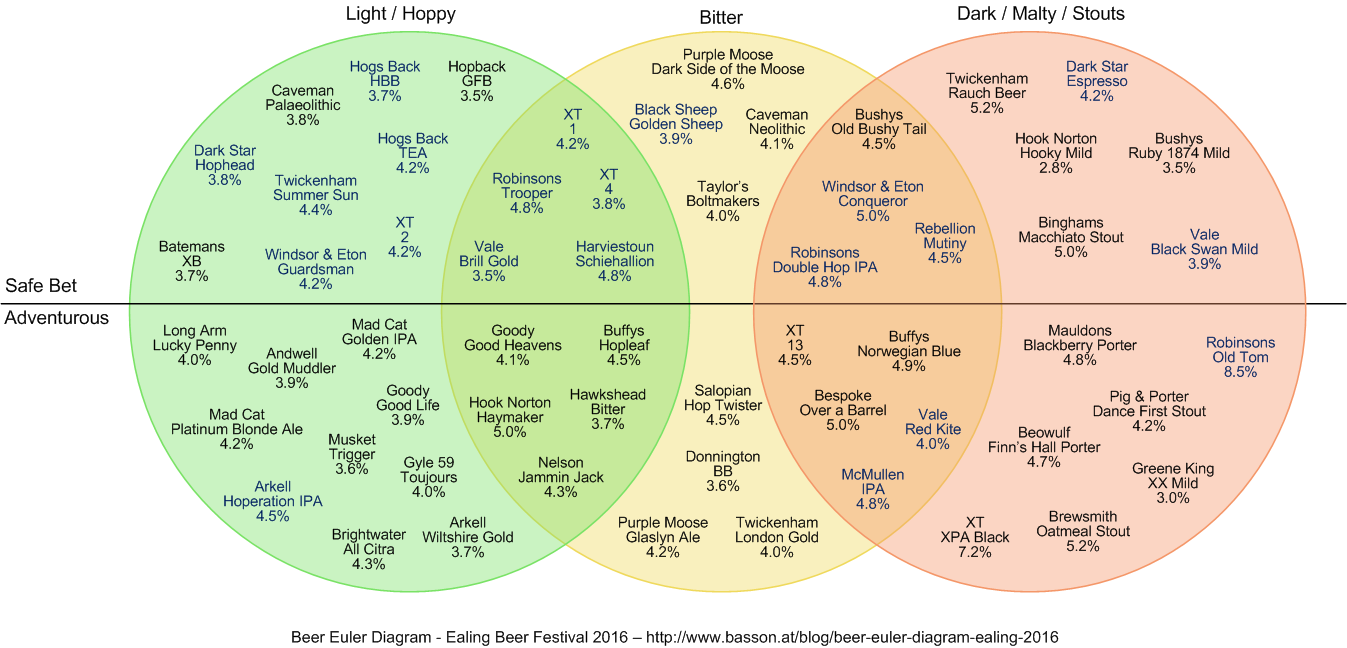 Light / Hoppy
Bitter
Dark / Malty / Stouts
Safe Bet
Adventurous
Hogs Back
HBB
3.7%
Hopback
GFB
3.5%
Caveman
Palaeolithic
3.8%
Hogs Back
TEA
4.2%
Dark Star
Hophead
3.8%
Twickenham
Summer Sun
4.4%
XT
2
4.2%
Batemans
XB
3.7%
Windsor & Eton
Guardsman
4.2%
XT
1
4.2%
Robinsons
Trooper
4.8%
XT
4
3.8%
Vale
Brill Gold
3.5%
Harviestoun
Schiehallion
4.8%
Purple Moose
Dark Side of the Moose
4.6%
Black Sheep
Golden Sheep
3.9%
Caveman
Neolithic
4.1%
Taylor's
Boltmakers
4.0%
Bushys
Old Bushy Tail
4.5%
Windsor & Eton
Conqueror
5.0%
Rebellion
Mutiny
4.5%
Robinsons
Double Hop IPA
4.8%
Twickenham
Rauch Beer
5.2%
Dark Star
Espresso
4.2%
Hook Norton
Hooky Mild
2.8%
Bushys
Ruby 1874 Mild
3.5%
Binghams
Macchiato Stout
5.0%
Vale
Black Swan Mild
3.9%
Long Arm
Lucky Penny
4.0%
Mad Cat
Golden IPA
4.2%
Andwell
Gold Muddler
3.9%
Goody
Good Life
3.9%
Mad Cat
Platinum Blonde Ale
4.2%
Musket
Trigger
3.6%
Gyle 59
Toujours
4.0%
Arkell
Hoperation IPA
4.5%
Brightwater
All Citra
4.3%
Arkell
Wiltshire Gold
3.7%
Goody
Good Heavens
4.1%
Buffys
Hopleaf
4.5%
Hook Norton
Haymaker
5.0%
Hawkshead
Bitter
3.7%
Nelson
Jammin Jack
4.3%
Salopian
Hop Twister
4.5%
Donnington
BB
3.6%
Purple Moose
Glaslyn Ale
4.2%
Twickenham
London Gold
4.0%
XT
13
4.5%
Buffys
Norwegian Blue
4.9%
Bespoke
Over a Barrel
5.0%
Vale
Red Kite
4.0%
McMullen
IPA
4.8%
Mauldons
Blackberry Porter
4.8%
Robinsons
Old Tom
8.5%
Pig & Porter
Dance First Stout
4.2%
Beowulf
Finn's Hall Porter
4.7%
Greene King
XX Mild
3.0%
XT
XPA Black
7.2%
Brewsmith
Oatmeal Stout
5.2%
Beer Euler Diagram - Ealing Beer Festival 2016 – http://www.basson.at/blog/beer-euler-diagram-ealing-2016